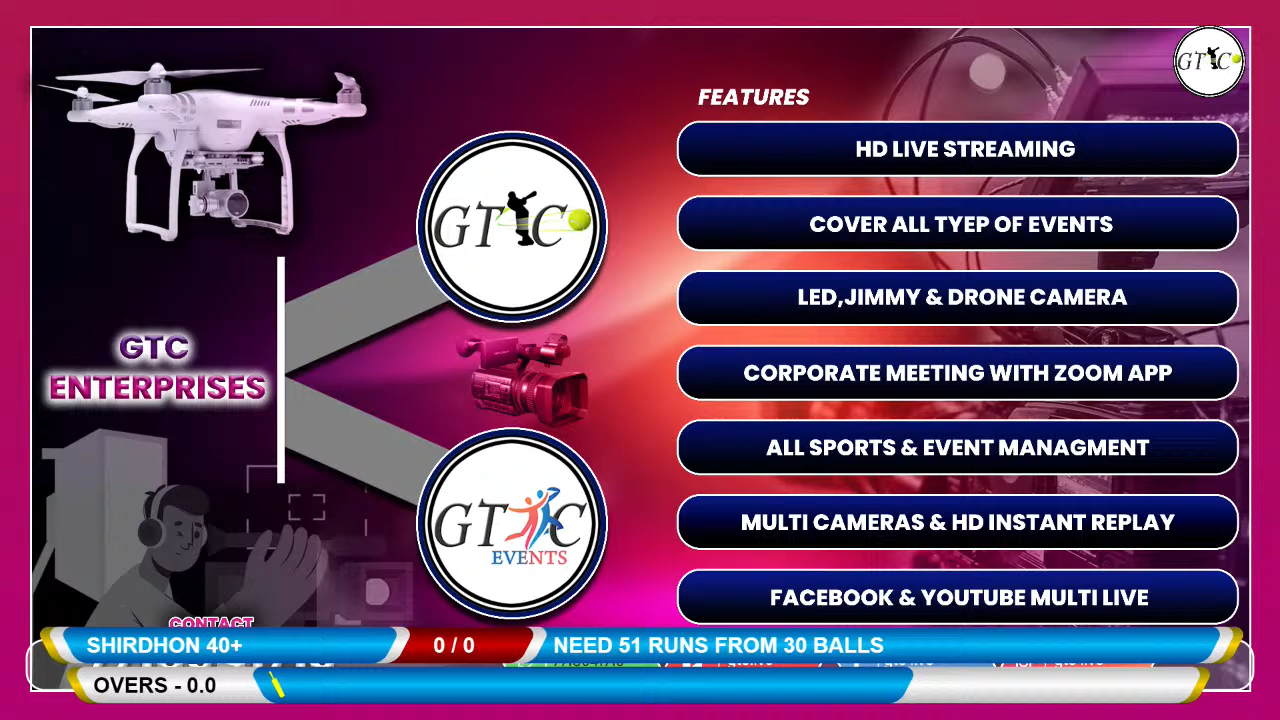 GTC
FEATURES
HD LIVE STREAMING
COVER ALL TYEP OF EVENTS
LED,JIMMY & DRONE CAMERA
CORPORATE MEETING WITH ZOOM APP
ALL SPORTS & EVENT MANAGMENT
MULTI CAMERAS & HD INSTANT REPLAY
FACEBOOK & YOUTUBE MULTI LIVE
GTC
GTC
ENTERPRISES
GTC
EVENTS
CONTACT
SHIRDHON 40+
0 / 0
NEED 51 RUNS FROM 30 BALLS
OVERS - 0.0